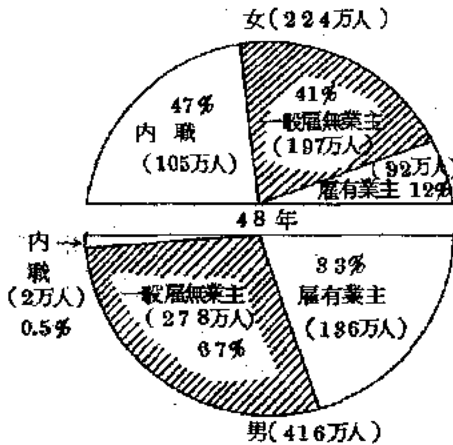 女(224万人)
47%
内職
(105万人)
41%
一般雇無業主
(197万人)
(92万人)
雇有業主 12%
48年
内→
職
(2万人)
0.5%
一般雇無業主
(278万人)
67%
33%
雇有業主
(136万人)
男(416万人)